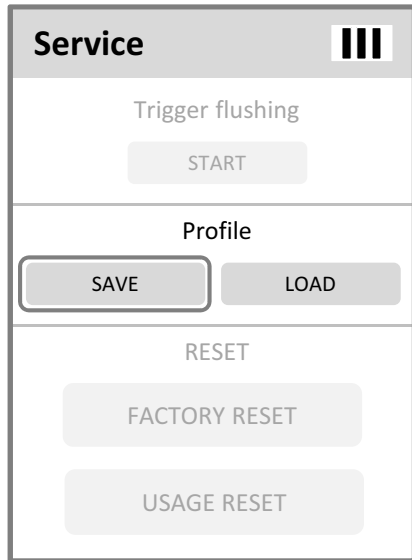 Service
Trigger flushing
START
Profile
SAVE LOAD
RESET
FACTORY RESET
USAGE RESET